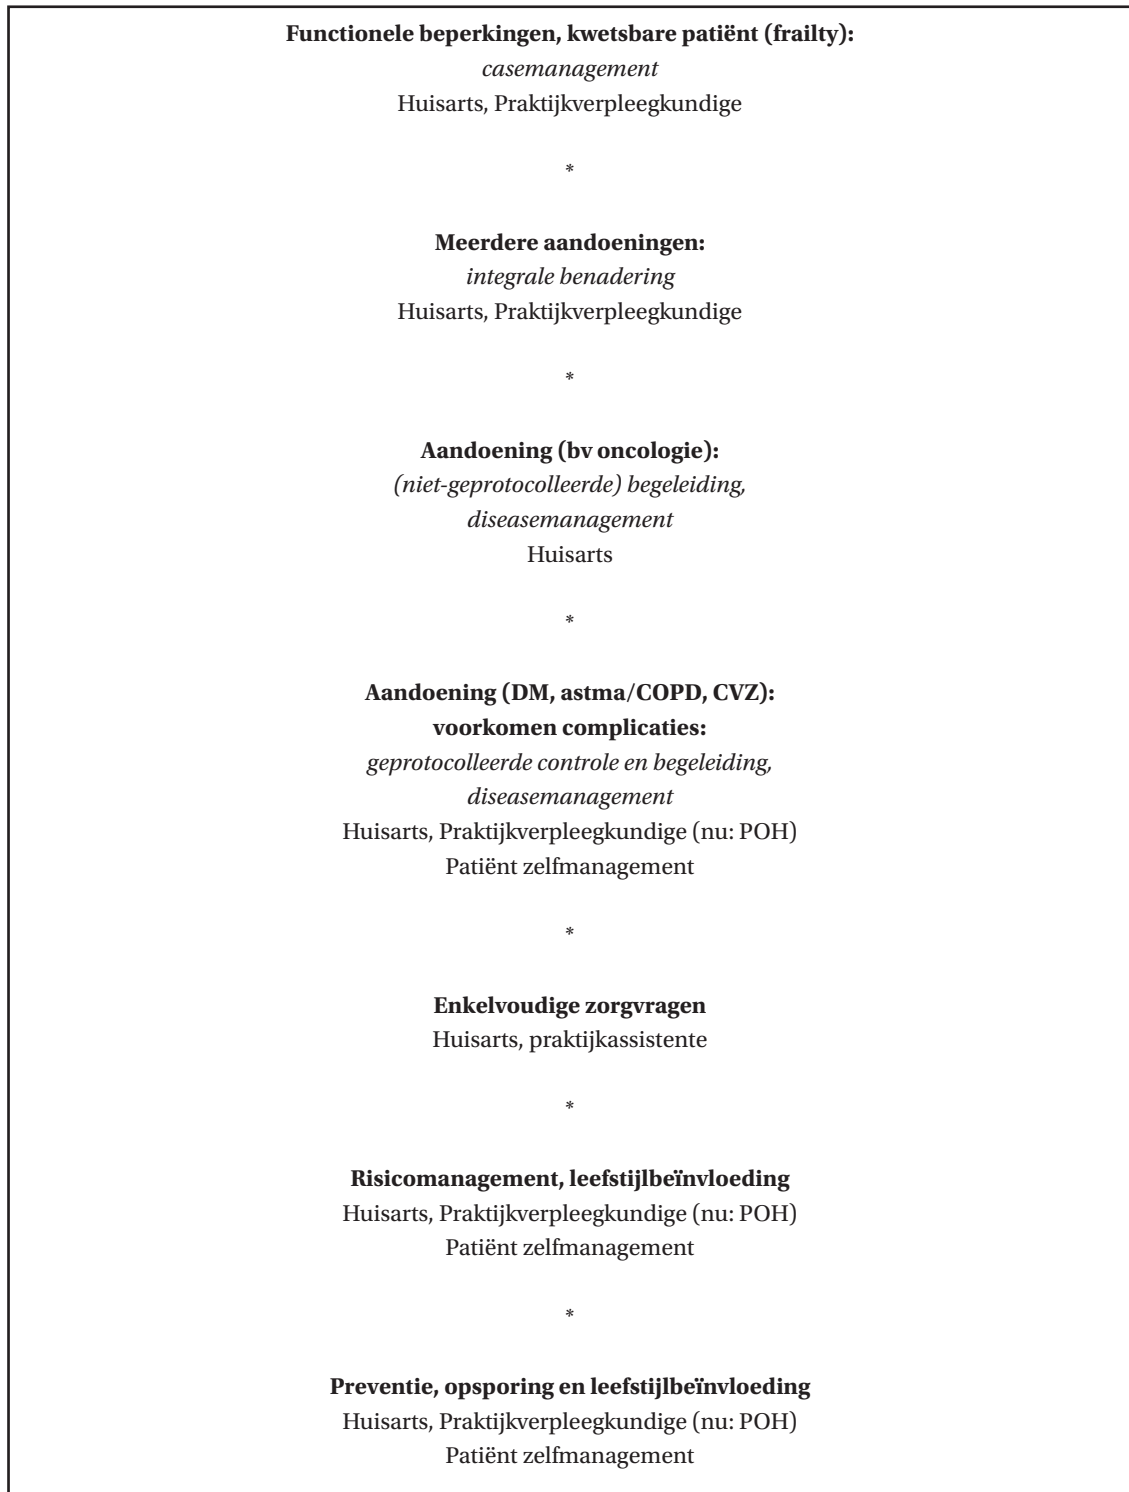 Functionele beperkingen, kwetsbare patiënt (frailty):
casemanagement
Huisarts, Praktijkverpleegkundige
*
Meerdere aandoeningen:
integrale benadering
Huisarts, Praktijkverpleegkundige
*
Aandoening (bv oncologie):
(niet-geprotocolleerde) begeleiding,
diseasemanagement
Huisarts
*
Aandoening (DM, astma/COPD, CVZ):
voorkomen complicaties:
geprotocolleerde controle en begeleiding,
diseasemanagement
Huisarts, Praktijkverpleegkundige (nu: POH)
Patiënt zelfmanagement
*
Enkelvoudige zorgvragen
Huisarts, praktijkassistente
*
Risicomanagement, leefstijlbeïnvloeding
Huisarts, Praktijkverpleegkundige (nu: POH)
Patiënt zelfmanagement
*
Preventie, opsporing en leefstijlbeïnvloeding
Huisarts, Praktijkverpleegkundige (nu: POH)
Patiënt zelfmanagement